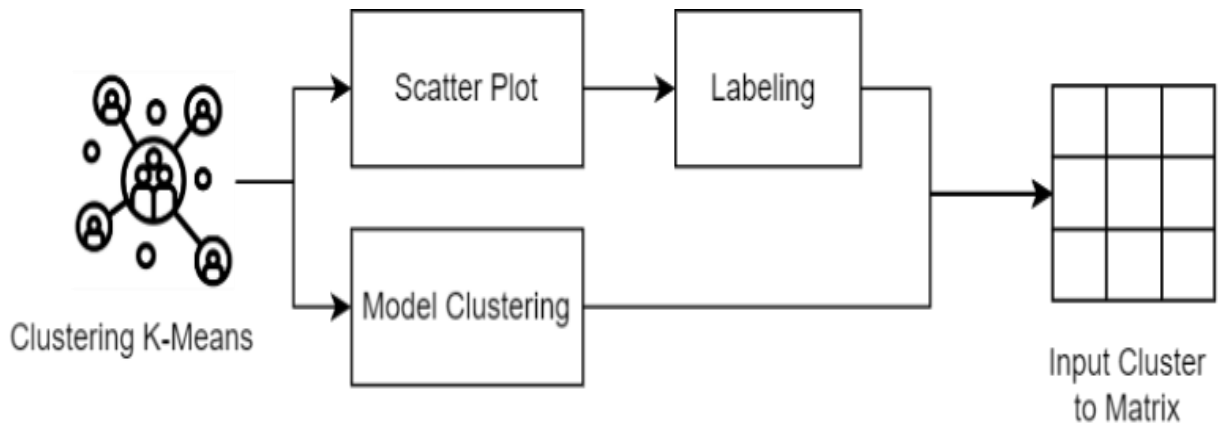 Scatter Plot
Labeling
Clustering K-Means
Model Clustering
Input Cluster
to Matrix